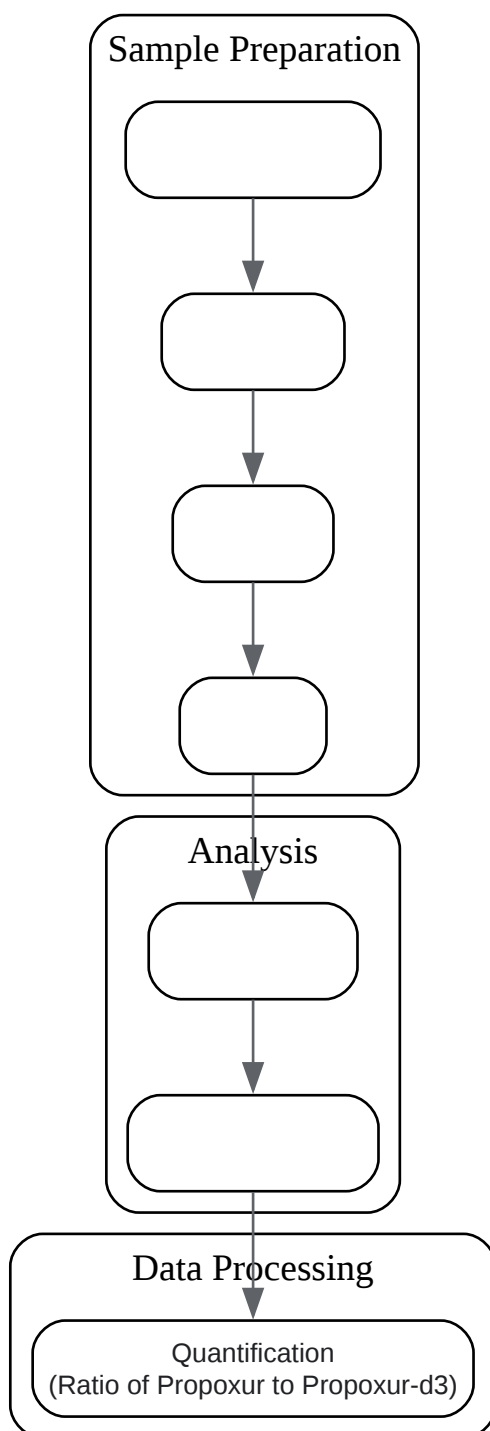 Sample Preparation
Analysis
Data Processing
Quantification
(Ratio of Propoxur to Propoxur-d3)